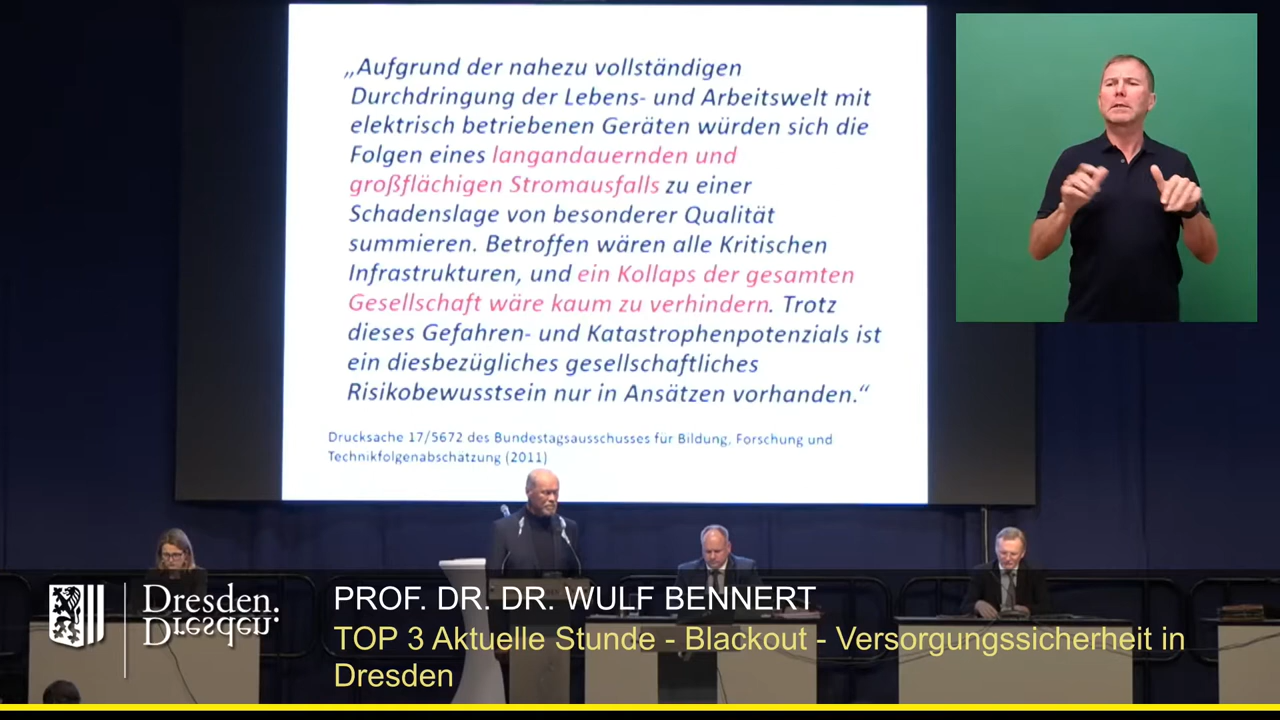 „Aufgrund der nahezu vollständigen
Durchdringung der Lebens- und Arbeitswelt mit
elektrisch betriebenen Geräten würden sich die
Folgen eines langandauernden und
großflächigen Stromausfalls zu einer
Schadenslage von besonderer Qualität
summieren. Betroffen wären alle Kritischen
Infrastrukturen, und ein Kollaps der gesamten
Gesellschaft wäre kaum zu verhindern. Trotz
dieses Gefahren- und Katastrophenpotenzials ist
ein diesbezügliches gesellschaftliches
Risikobewusstsein nur in Ansätzen vorhanden.“
Drucksache 17/5672 des Bundestagsausschusses für Bildung, Forschung und
Technikfolgenabschätzung (2011)
Dresden.
Dresden.
PROF. DR. DR. WULF BENNERT
TOP 3 Aktuelle Stunde - Blackout - Versorgungssicherheit in
Dresden